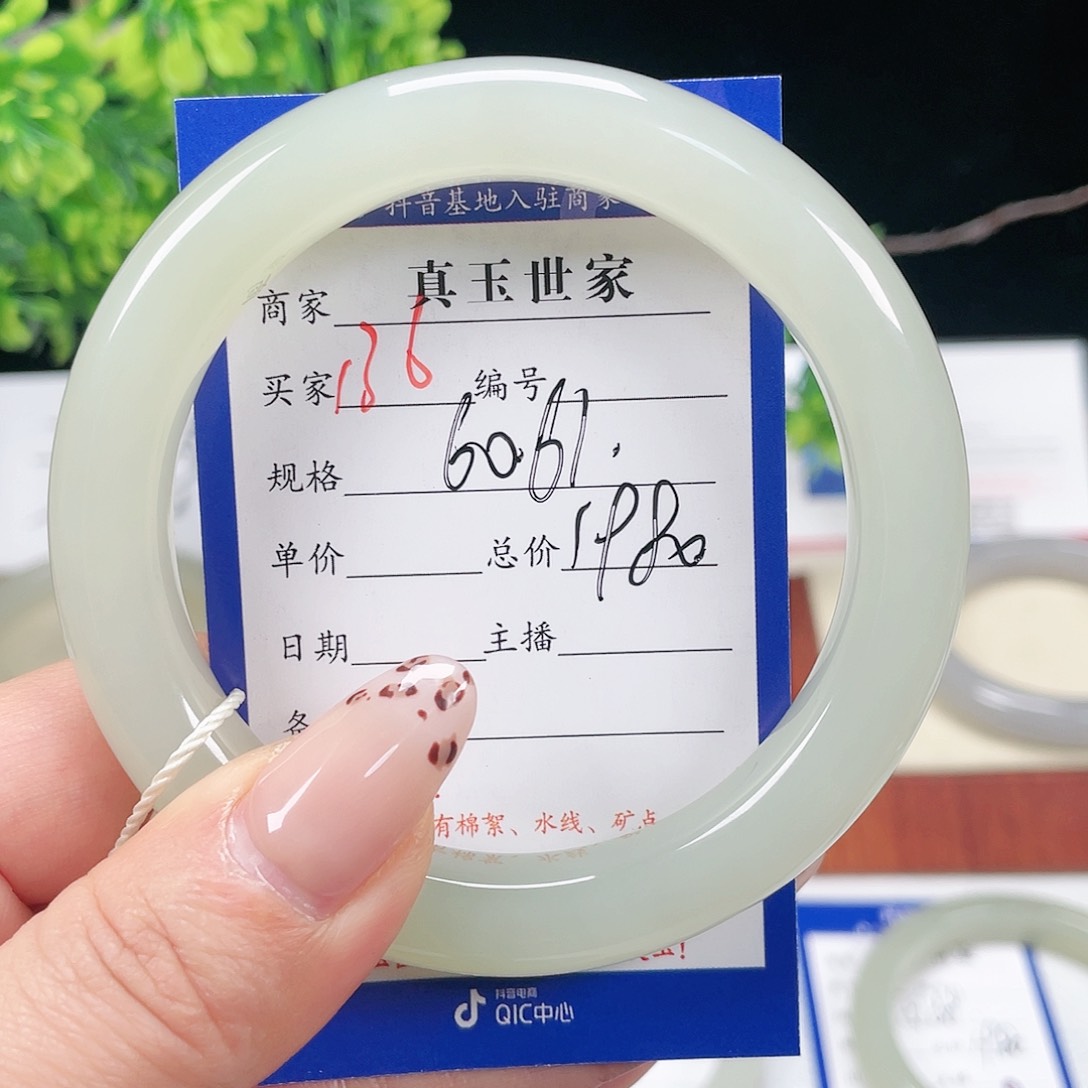 抖音基地入驻商家
商家 真玉世家
买家 136 编号
规格 60.61.
单价 总价 1980
日期 主播
有棉絮、水线、矿点
抖音电商
QIC中心